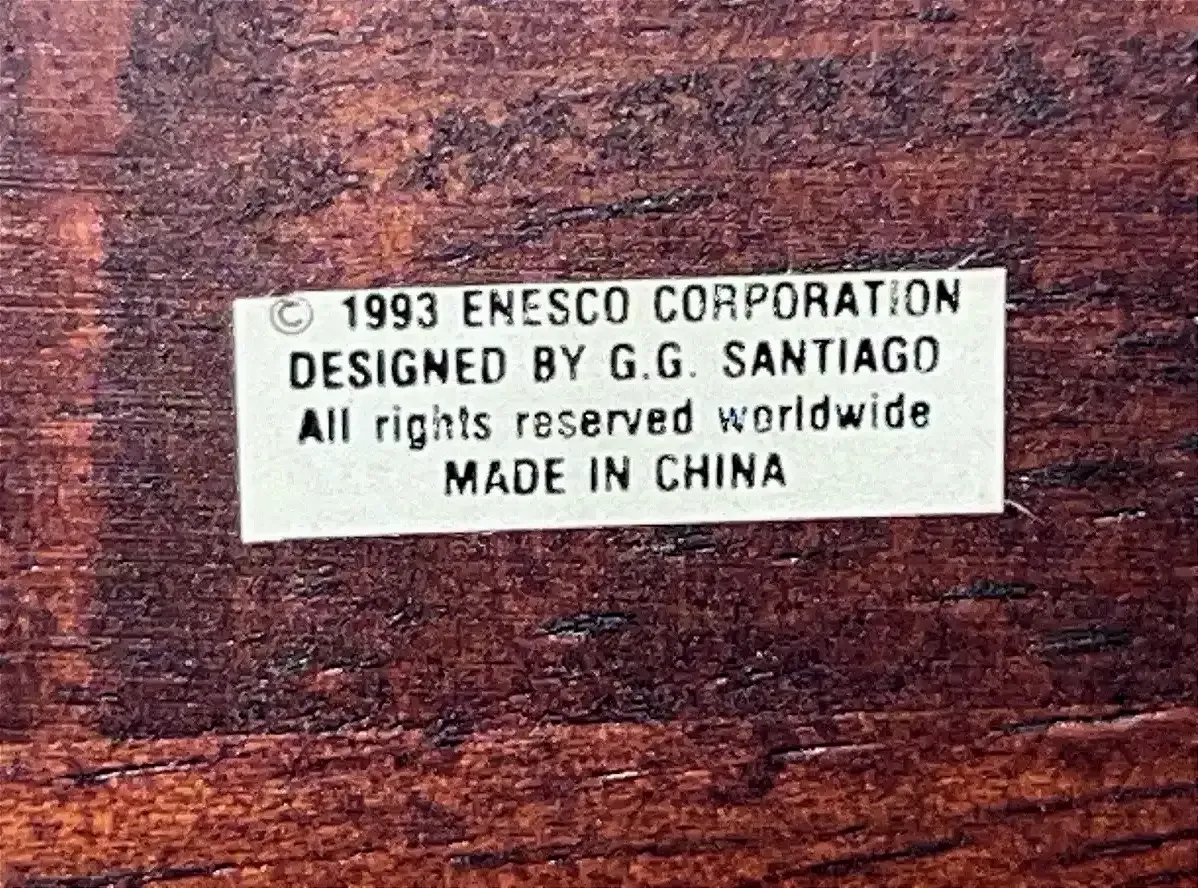 © 1993 ENESCO CORPORATION
DESIGNED BY G.G. SANTIAGO
All rights reserved worldwide
MADE IN CHINA